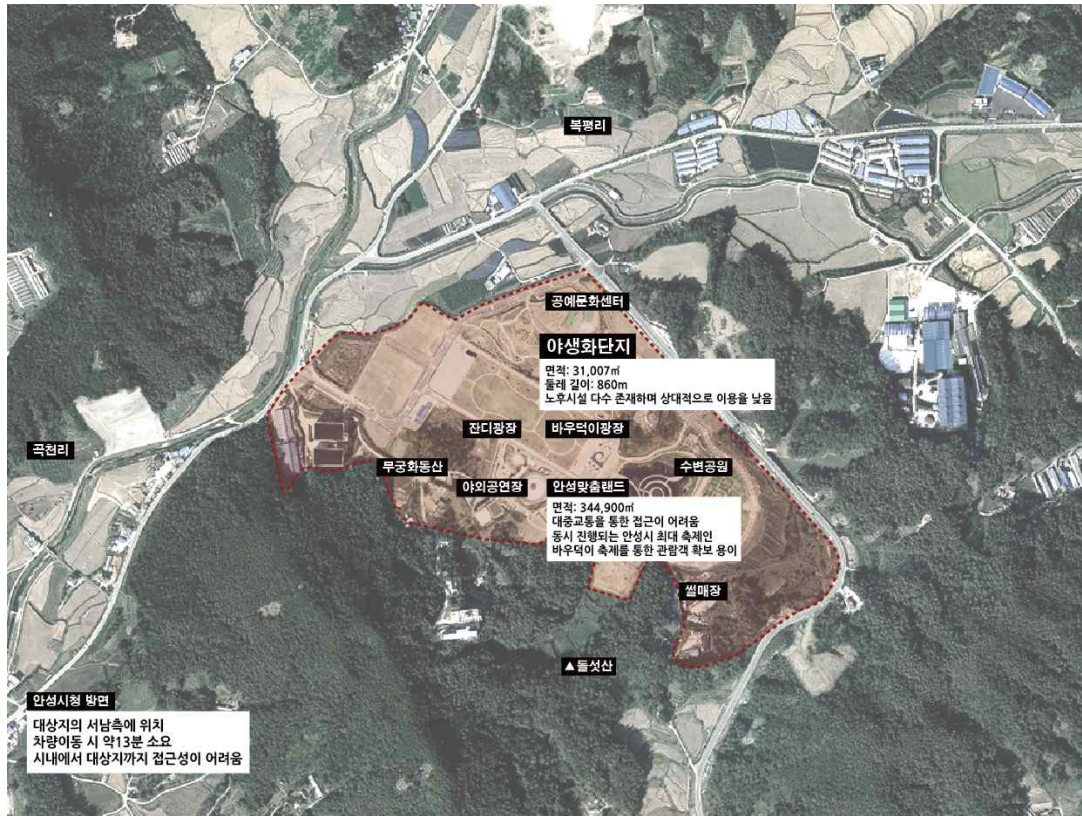 복평리
공예문화센터
야생화단지
면적: 31,007㎡
둘레 길이: 860m
노후시설 다수 존재하며 상대적으로 이용율 낮음
잔디광장
바우덕이광장
곡천리
무궁화동산
수변공원
야외공연장
안성맞춤랜드
면적: 344,900㎡
대중교통을 통한 접근이 어려움
동시 진행되는 안성시 최대 축제인
바우덕이 축제를 통한 관람객 확보 용이
썰매장
▲돌섯산
안성시청 방면
대상지의 서남측에 위치
차량이동 시 약13분 소요
시내에서 대상지까지 접근성이 어려움